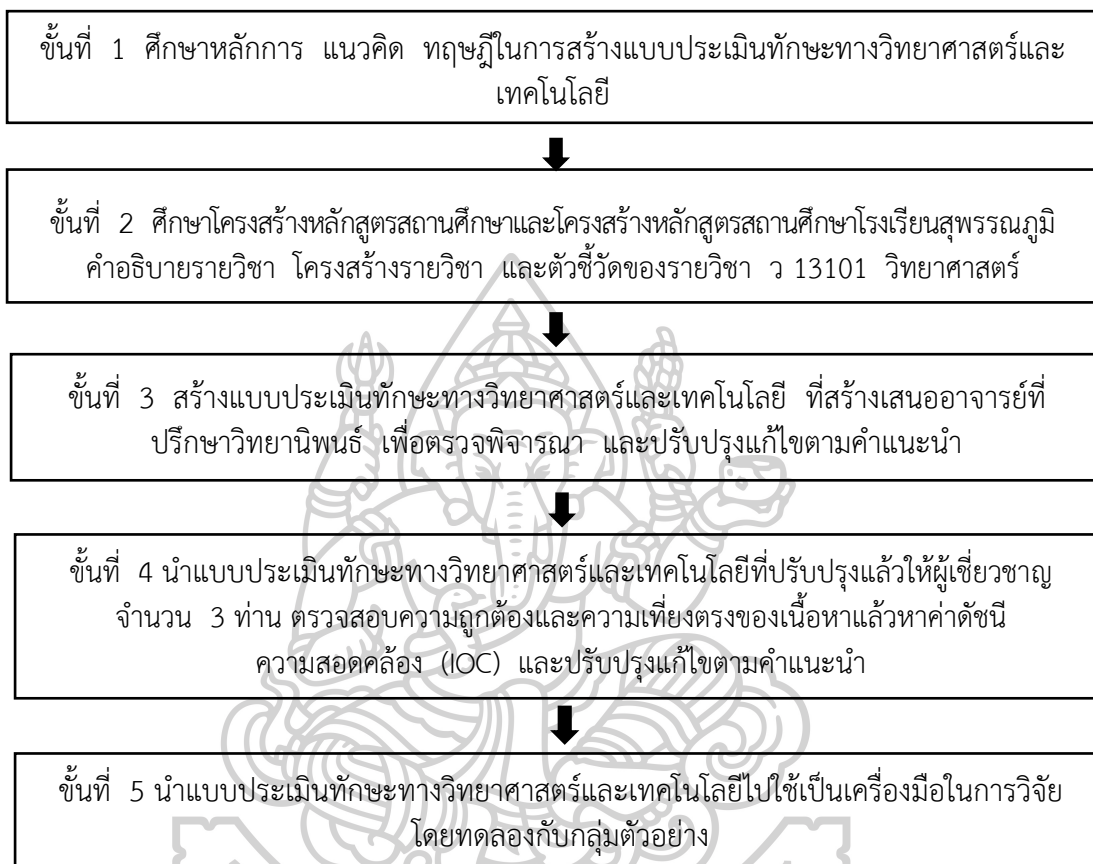 ขั้นที่ 1 ศึกษาหลักการ แนวคิด ทฤษฎีในการสร้างแบบประเมินทักษะทางวิทยาศาสตร์และ
เทคโนโลยี
ขั้นที่ 2 ศึกษาโครงสร้างหลักสูตรสถานศึกษาและโครงสร้างหลักสูตรสถานศึกษาโรงเรียนสุพรรณภูมิ
คำอธิบายรายวิชา โครงสร้างรายวิชา และตัวชี้วัดของรายวิชา ว 13101 วิทยาศาสตร์
ขั้นที่ 3 สร้างแบบประเมินทักษะทางวิทยาศาสตร์และเทคโนโลยี ที่สร้างเสนออาจารย์ที่
ปรึกษาวิทยานิพนธ์ เพื่อตรวจพิจารณา และปรับปรุงแก้ไขตามคำแนะนำ
ขั้นที่ 4 นำแบบประเมินทักษะทางวิทยาศาสตร์และเทคโนโลยีที่ปรับปรุงแล้วให้ผู้เชี่ยวชาญ
จำนวน 3 ท่าน ตรวจสอบความถูกต้องและความเที่ยงตรงของเนื้อหาแล้วหาค่าดัชนี
ความสอดคล้อง (IOC) และปรับปรุงแก้ไขตามคำแนะนำ
ขั้นที่ 5 นำแบบประเมินทักษะทางวิทยาศาสตร์และเทคโนโลยีไปใช้เป็นเครื่องมือในการวิจัย
โดยทดลองกับกลุ่มตัวอย่าง